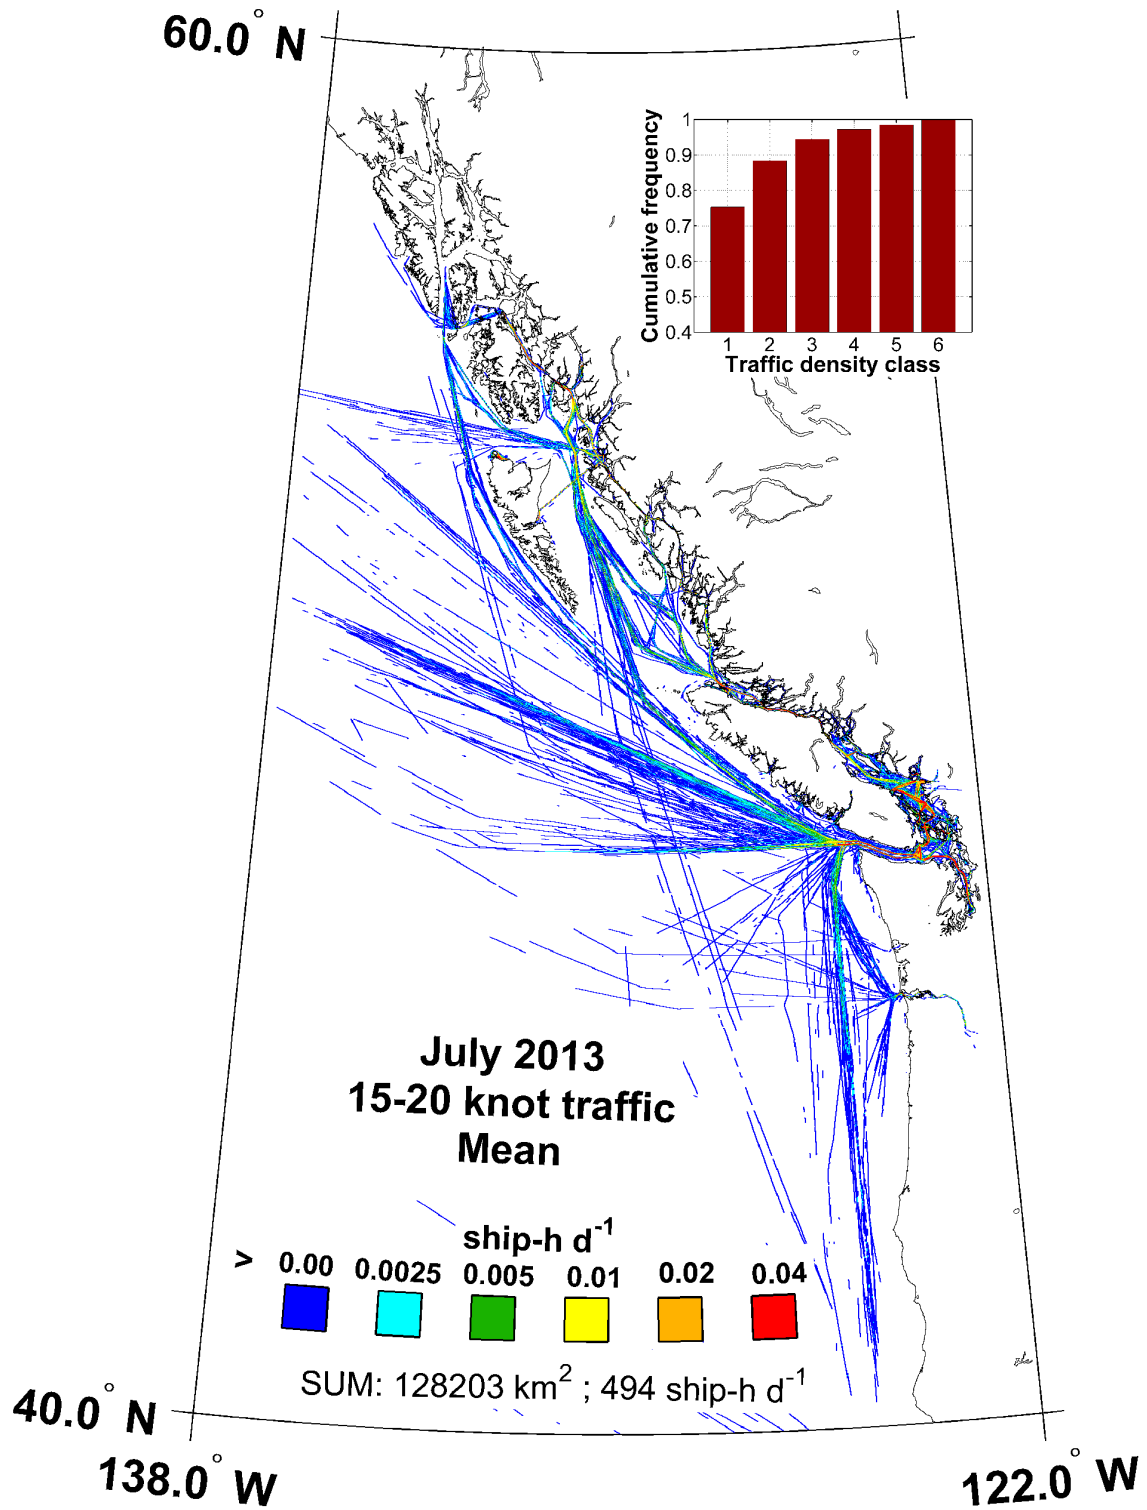 60.0° N
Cumulative frequency
1
0.9
0.8
0.7
0.6
0.5
0.4
1 2 3 4 5 6
Traffic density class
July 2013
15-20 knot traffic
Mean
ship-h d⁻¹
> 0.00 0.0025 0.005 0.01 0.02 0.04
SUM: 128203 km² ; 494 ship-h d⁻¹
40.0° N
138.0° W
122.0° W